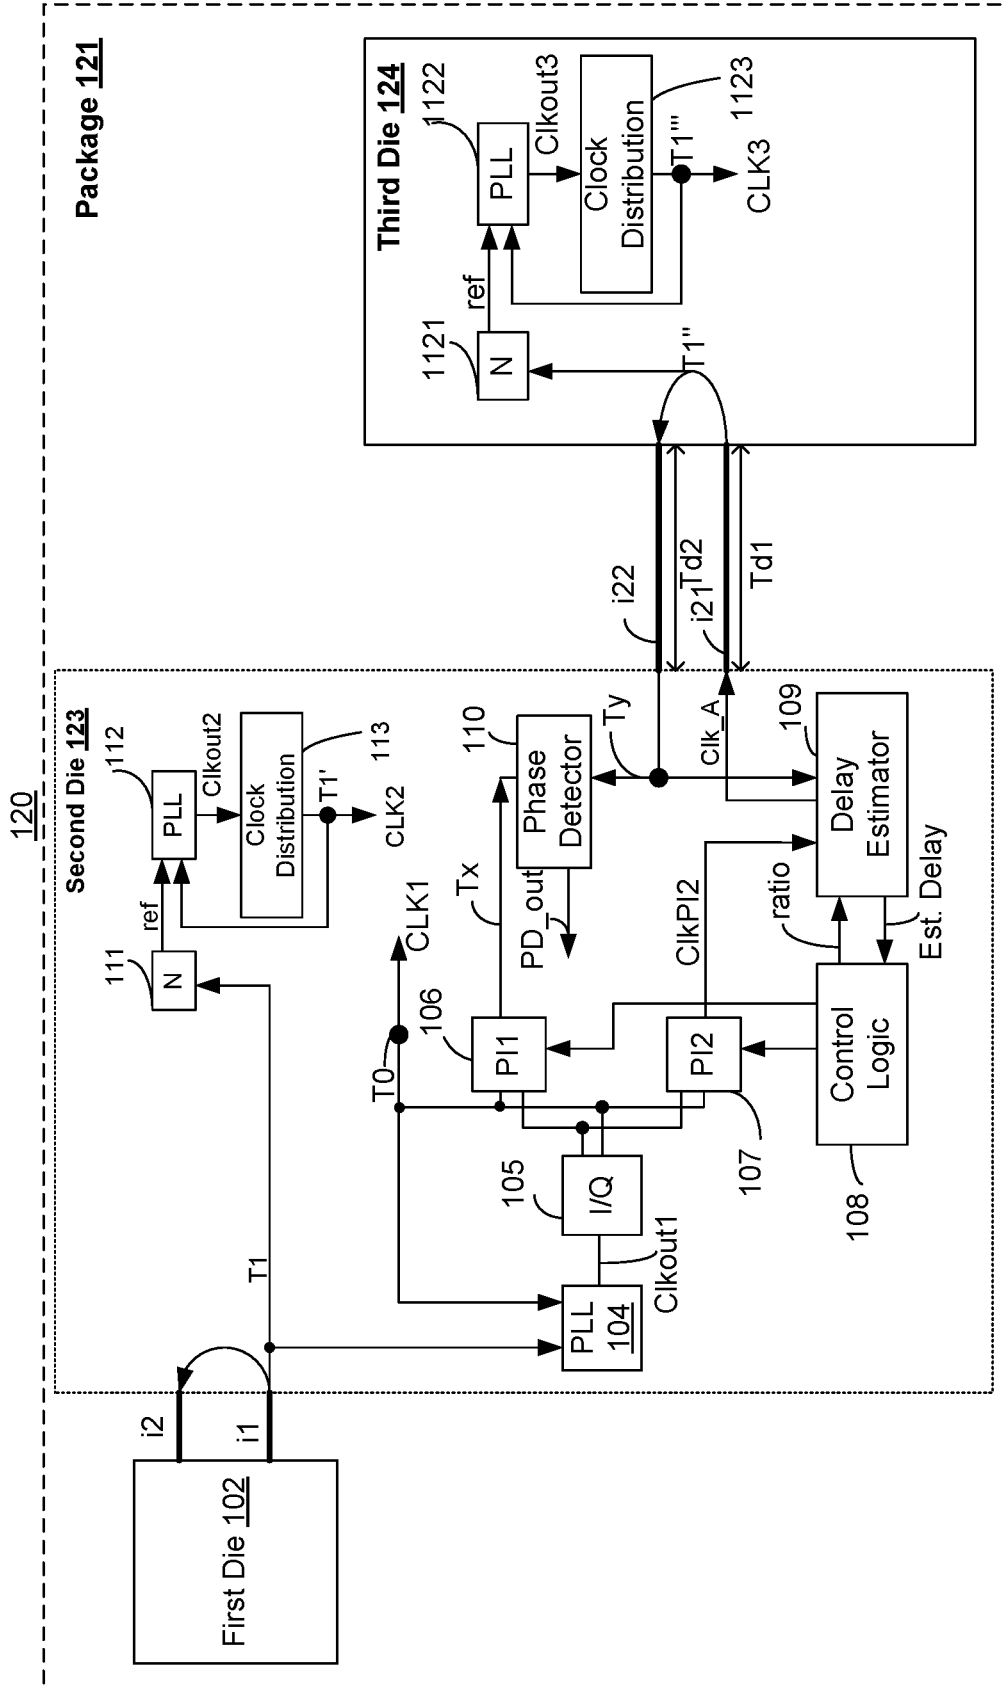 120
Package 121
First Die 102
i2
i1
Second Die 123
T1
111
N
ref
112
PLL
Clkout2
Clock
Distribution
113
T1'
CLK2
PLL
104
Clkout1
105
I/Q
T0
CLK1
106
PI1
Tx
PD_out
110
Phase
Detector
Ty
107
PI2
ClkPI2
108
Control
Logic
ratio
Est. Delay
109
Delay
Estimator
Clk_A
i22
Td2
i21
Td1
Third Die 124
1121
N
ref
1122
PLL
Clkout3
Clock
Distribution
1123
T1''
T1'''
CLK3